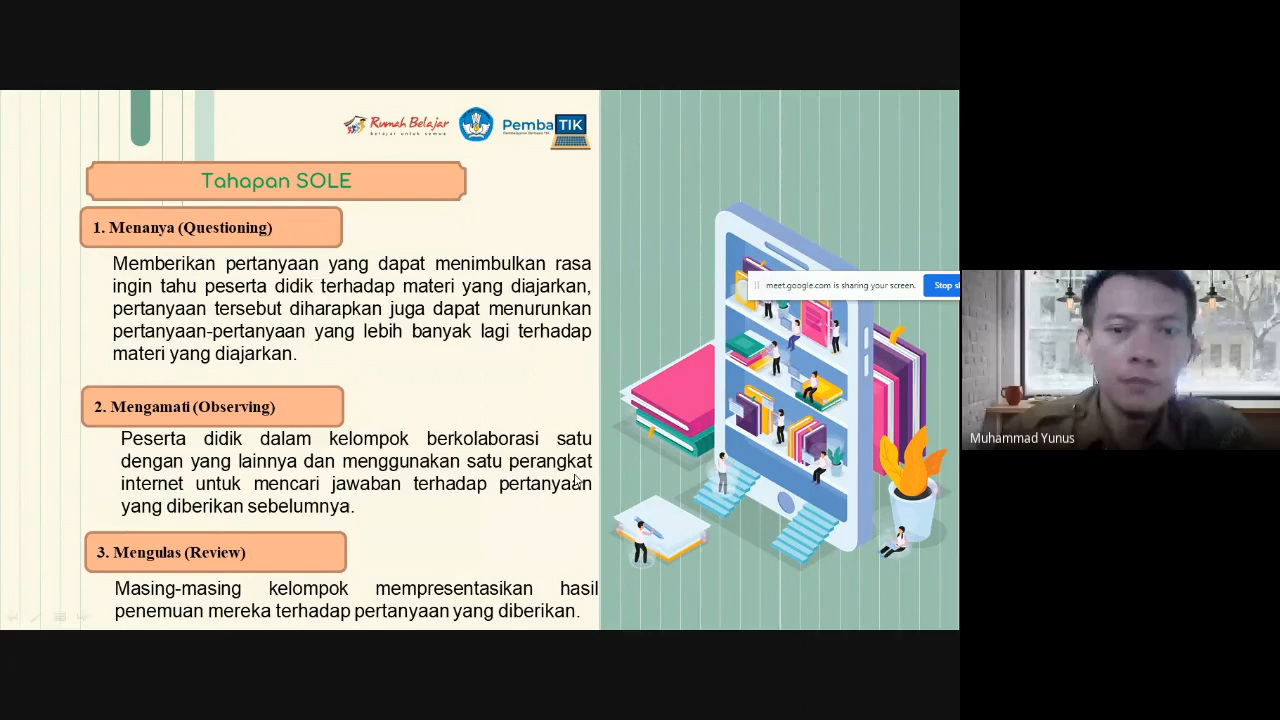 Rumah Belajar
belajar untuk semua
PembaTIK
Tahapan SOLE
1. Menanya (Questioning)
Memberikan pertanyaan yang dapat menimbulkan rasa
ingin tahu peserta didik terhadap materi yang diajarkan,
pertanyaan tersebut diharapkan juga dapat menurunkan
pertanyaan-pertanyaan yang lebih banyak lagi terhadap
materi yang diajarkan.
2. Mengamati (Observing)
Peserta didik dalam kelompok berkolaborasi satu
dengan yang lainnya dan menggunakan satu perangkat
internet untuk mencari jawaban terhadap pertanyaan
yang diberikan sebelumnya.
3. Mengulas (Review)
Masing-masing kelompok mempresentasikan hasil
penemuan mereka terhadap pertanyaan yang diberikan.
meet.google.com is sharing your screen.
Stop
Muhammad Yunus